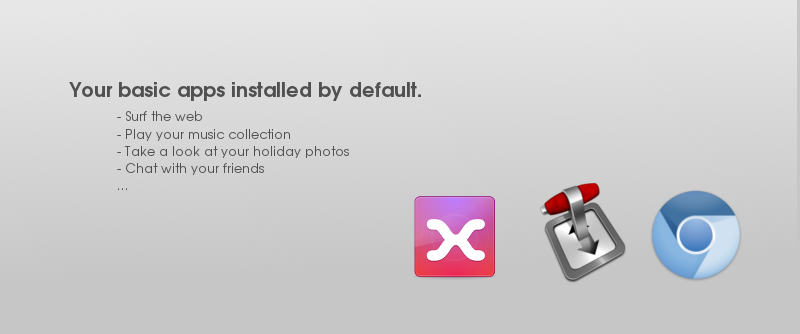 Your basic apps installed by default.
- Surf the web
- Play your music collection
- Take a look at your holiday photos
- Chat with your friends
...